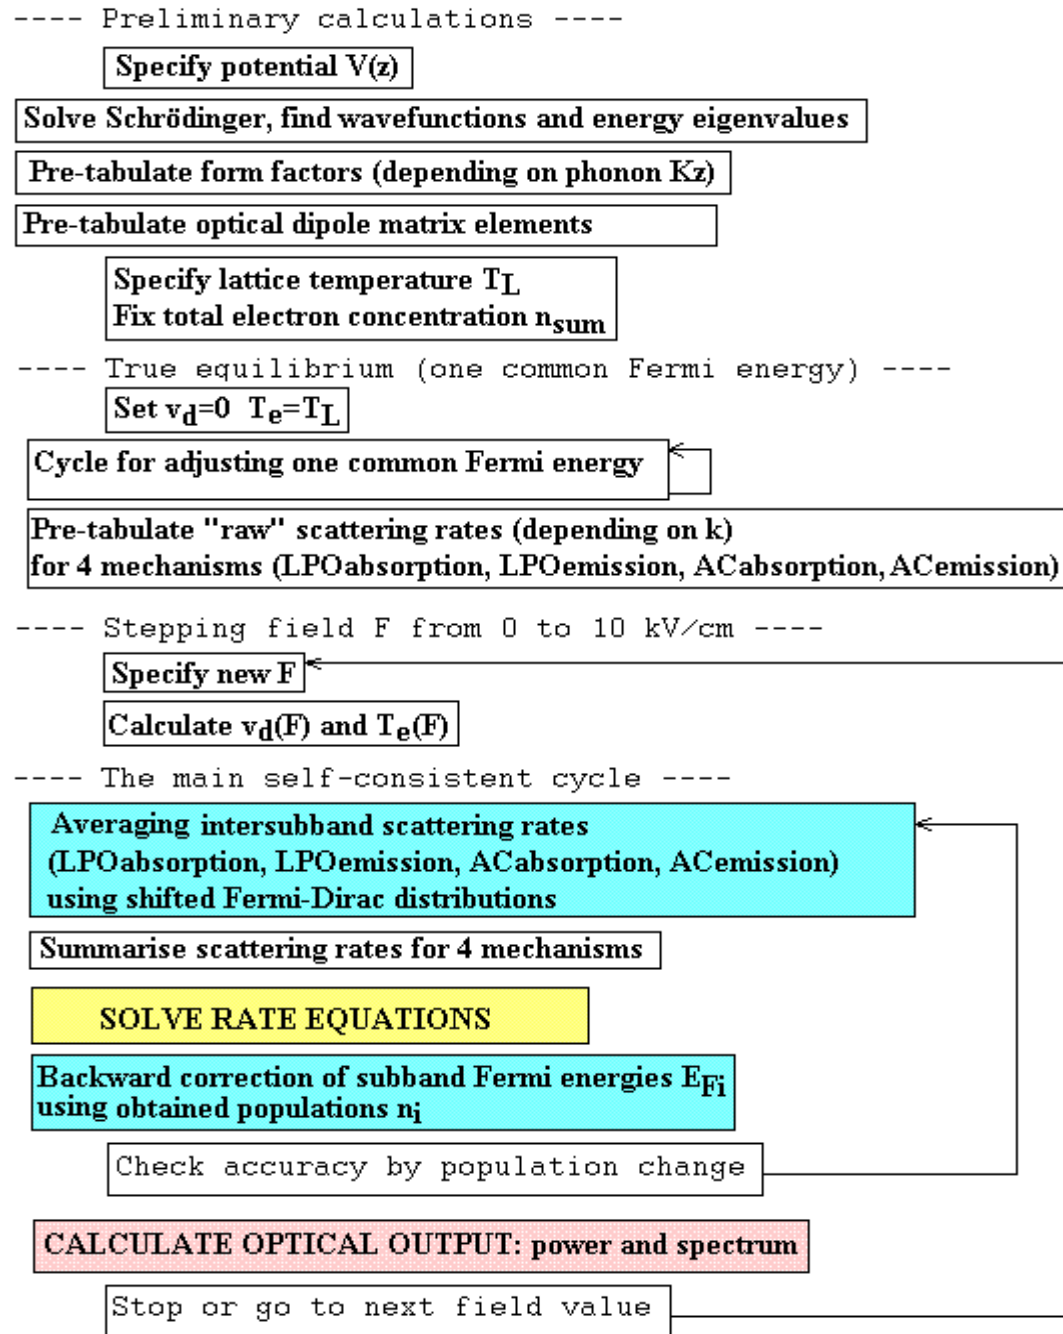 ---- Preliminary calculations ----
Specify potential V(z)
Solve Schrödinger, find wavefunctions and energy eigenvalues
Pre-tabulate form factors (depending on phonon Kz)
Pre-tabulate optical dipole matrix elements
Specify lattice temperature TL
Fix total electron concentration nsum
---- True equilibrium (one common Fermi energy) ----
Set vd=0 Te=TL
Cycle for adjusting one common Fermi energy
Pre-tabulate "raw" scattering rates (depending on k)
for 4 mechanisms (LPOabsorption, LPOemission, ACabsorption, ACemission)
---- Stepping field F from 0 to 10 kV/cm ----
Specify new F
Calculate vd(F) and Te(F)
---- The main self-consistent cycle ----
Averaging intersubband scattering rates
(LPOabsorption, LPOemission, ACabsorption, ACemission)
using shifted Fermi-Dirac distributions
Summarise scattering rates for 4 mechanisms
SOLVE RATE EQUATIONS
Backward correction of subband Fermi energies EFi
using obtained populations ni
Check accuracy by population change
CALCULATE OPTICAL OUTPUT: power and spectrum
Stop or go to next field value